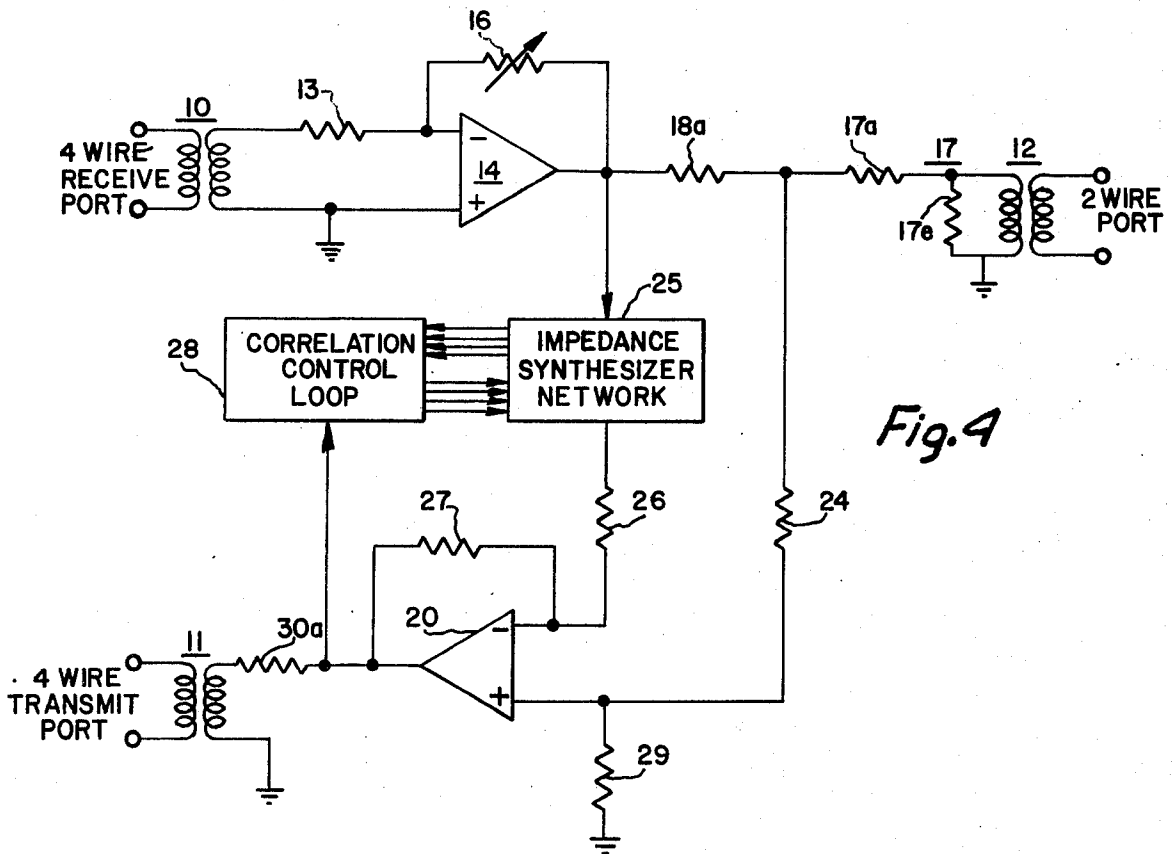 16
10
13
18a
17a
17
12
4 WIRE
RECEIVE
PORT
-
14
+
2 WIRE
PORT
17e
25
28
CORRELATION
CONTROL
LOOP
IMPEDANCE
SYNTHESIZER
NETWORK
Fig.4
27
26
24
20
-
+
11
30a
4 WIRE
TRANSMIT
PORT
29